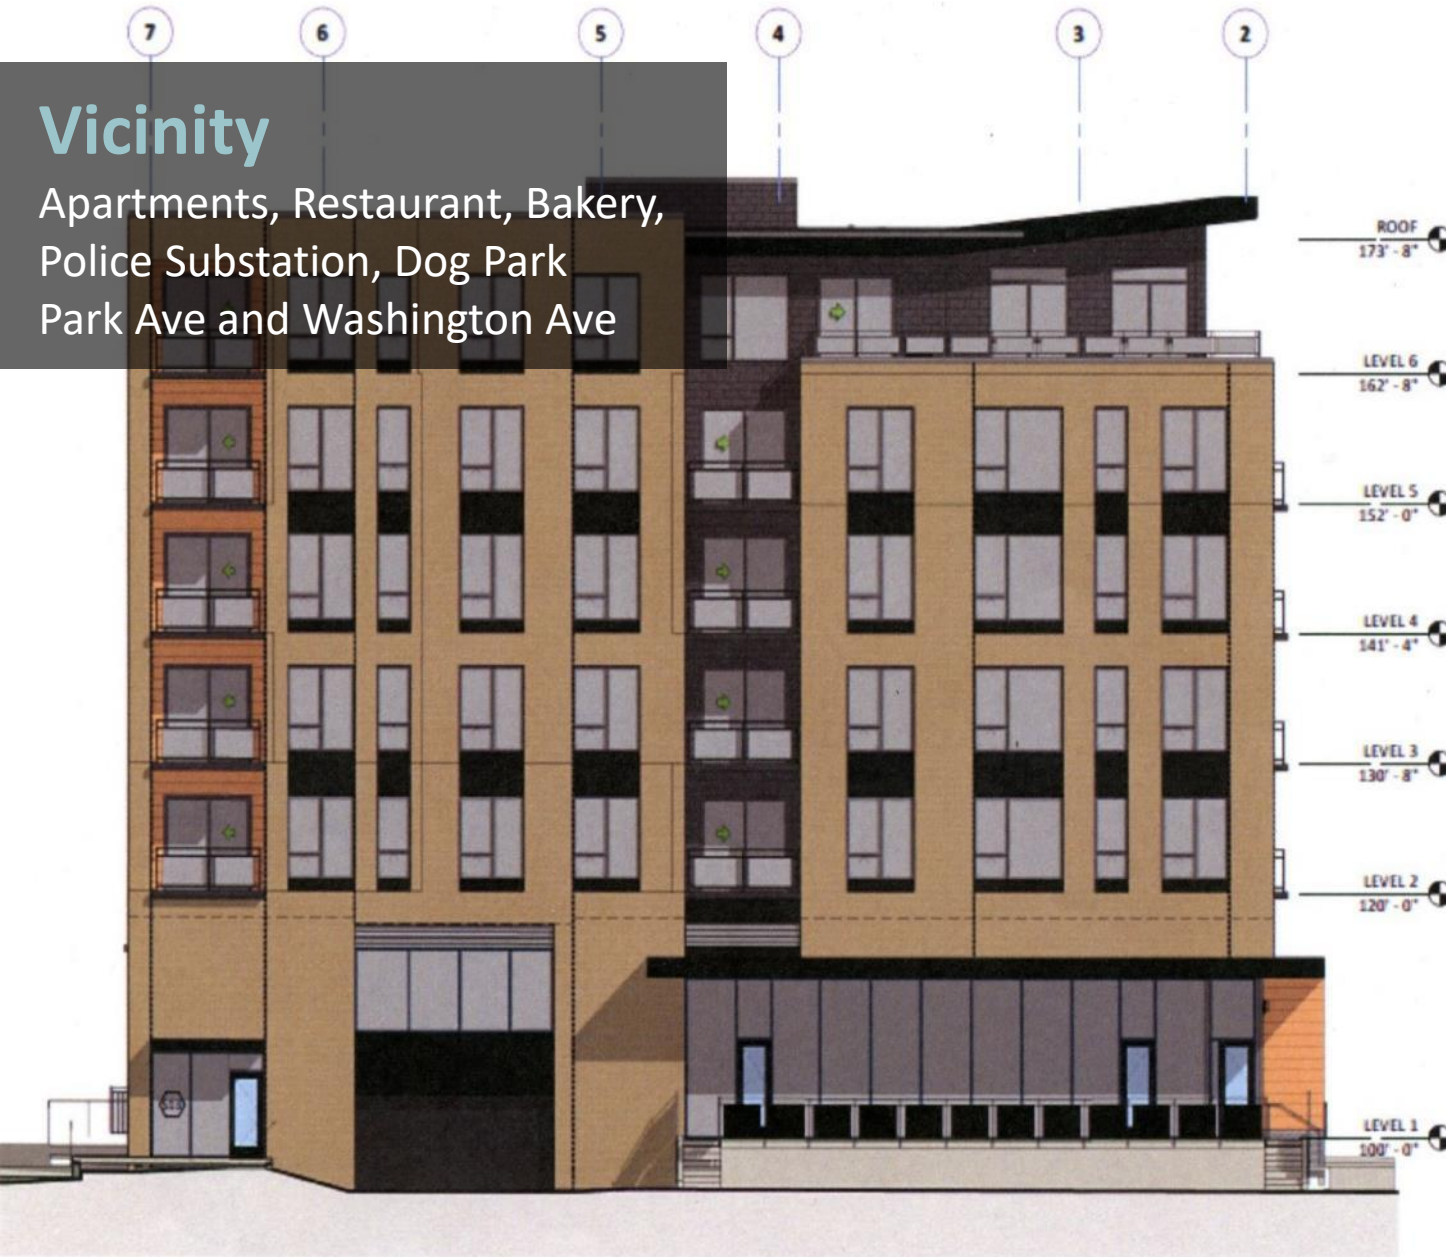 7 6 5 4 3 2
Vicinity
Apartments, Restaurant, Bakery,
Police Substation, Dog Park
Park Ave and Washington Ave
ROOF
173' - 8"
LEVEL 6
162' - 8"
LEVEL 5
152' - 0"
LEVEL 4
141' - 4"
LEVEL 3
130' - 8"
LEVEL 2
120' - 0"
LEVEL 1
100' - 0"